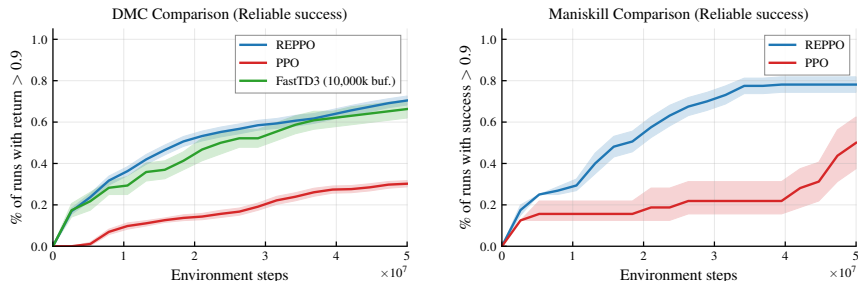 DMC Comparison (Reliable success)
% of runs with return > 0.9
1.0
0.8
0.6
0.4
0.2
0.0
REPPO
PPO
FastTD3 (10,000k buf.)
0 1 2 3 4 5
×10⁷
Environment steps
Maniskill Comparison (Reliable success)
% of runs with success > 0.9
1.0
0.8
0.6
0.4
0.2
0.0
REPPO
PPO
0 1 2 3 4 5
×10⁷
Environment steps